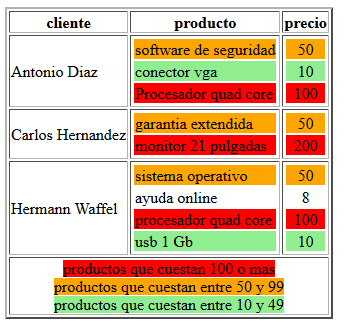 cliente producto precio
Antonio Diaz
software de seguridad 50
conector vga 10
Procesador quad core 100
Carlos Hernandez
garantia extendida 50
monitor 21 pulgadas 200
Hermann Waffel
sistema operativo 50
ayuda online 8
procesador quad core 100
usb 1 Gb 10
productos que cuestan 100 o mas
productos que cuestan entre 50 y 99
productos que cuestan entre 10 y 49